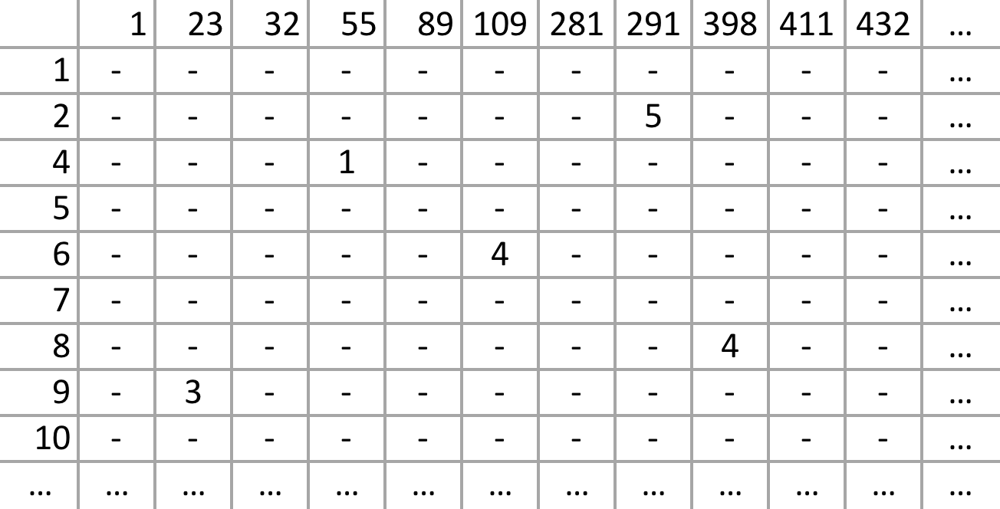 1 23 32 55 89 109 281 291 398 411 432 ...
1 - - - - - - - - - - - ...
2 - - - - - - - 5 - - - ...
4 - - - 1 - - - - - - - ...
5 - - - - - - - - - - - ...
6 - - - - - 4 - - - - - ...
7 - - - - - - - - - - - ...
8 - - - - - - - - 4 - - ...
9 - 3 - - - - - - - - - ...
10 - - - - - - - - - - - ...
... ... ... ... ... ... ... ... ... ... ... ... ...